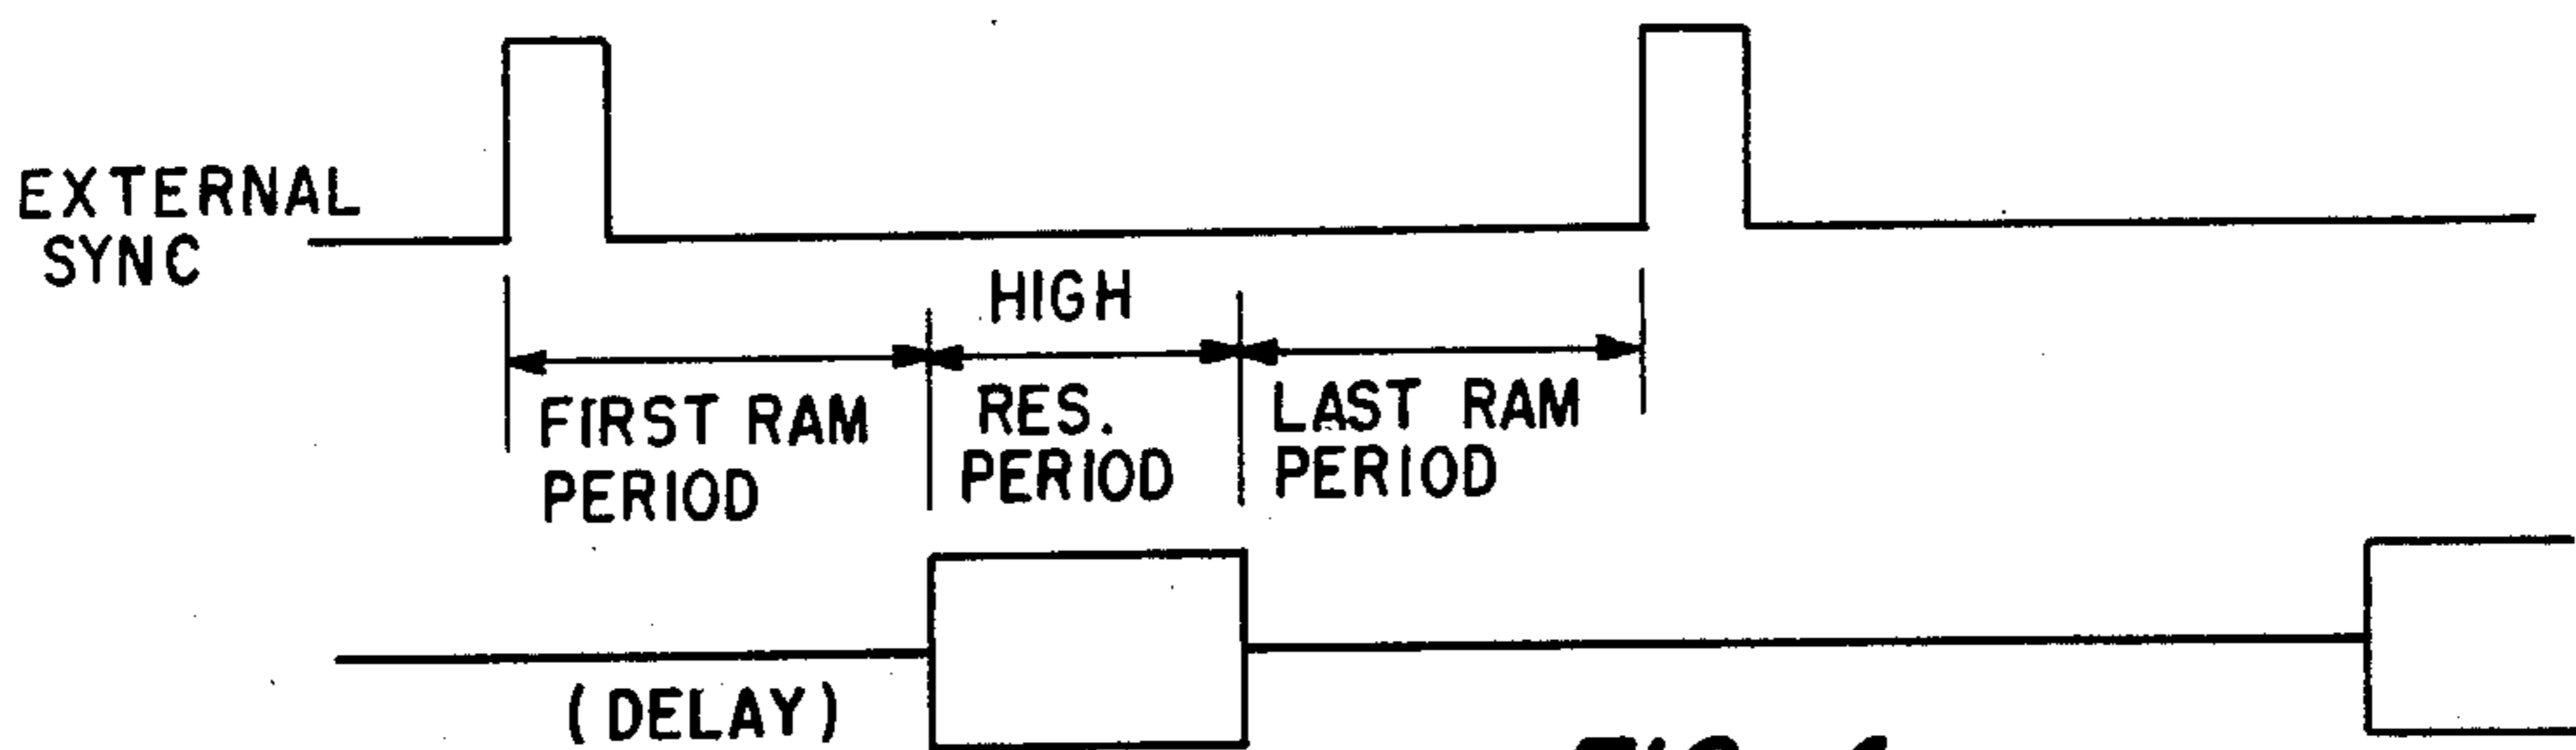 EXTERNAL
SYNC
HIGH
FIRST RAM
PERIOD
RES.
PERIOD
LAST RAM
PERIOD
(DELAY)